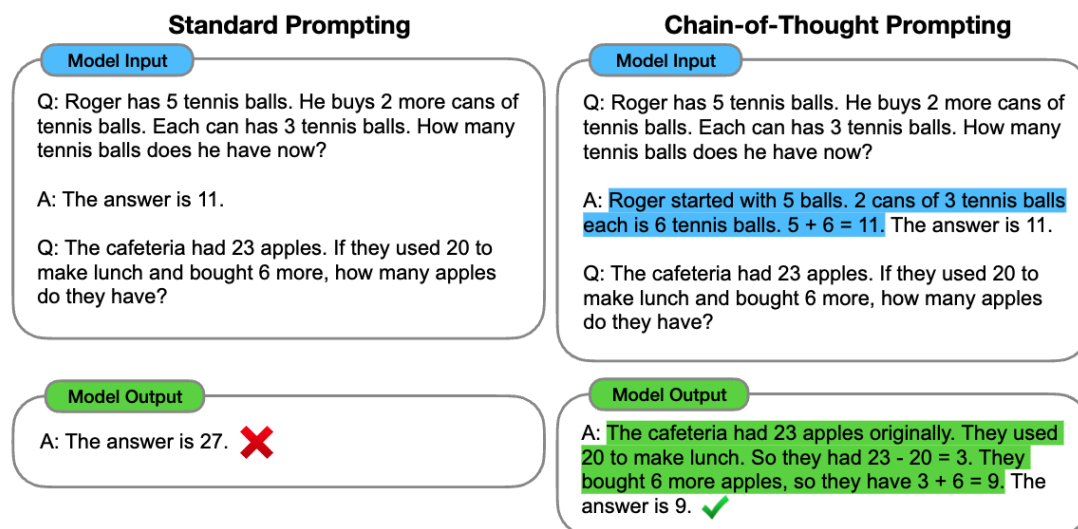 Standard Prompting
Model Input
Q: Roger has 5 tennis balls. He buys 2 more cans of
tennis balls. Each can has 3 tennis balls. How many
tennis balls does he have now?
A: The answer is 11.
Q: The cafeteria had 23 apples. If they used 20 to
make lunch and bought 6 more, how many apples
do they have?
Model Output
A: The answer is 27.
Chain-of-Thought Prompting
Model Input
Q: Roger has 5 tennis balls. He buys 2 more cans of
tennis balls. Each can has 3 tennis balls. How many
tennis balls does he have now?
A: Roger started with 5 balls. 2 cans of 3 tennis balls
each is 6 tennis balls. 5 + 6 = 11. The answer is 11.
Q: The cafeteria had 23 apples. If they used 20 to
make lunch and bought 6 more, how many apples
do they have?
Model Output
A: The cafeteria had 23 apples originally. They used
20 to make lunch. So they had 23 - 20 = 3. They
bought 6 more apples, so they have 3 + 6 = 9. The
answer is 9.